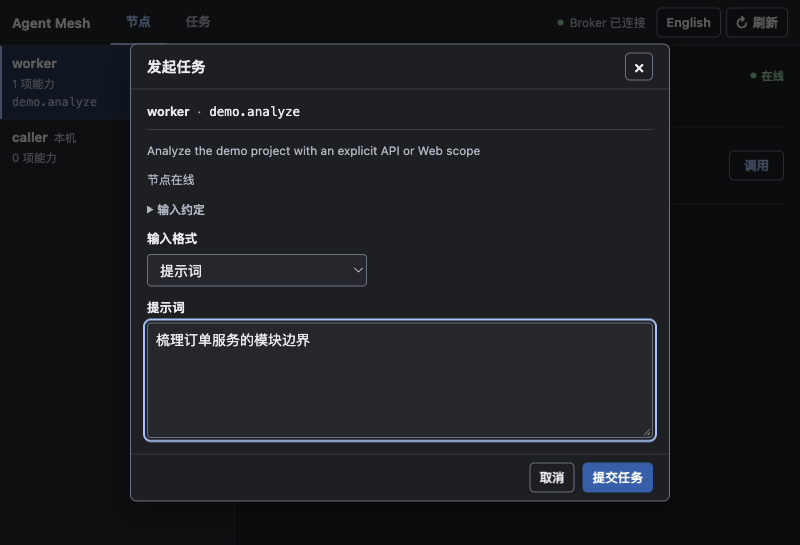 Agent Mesh
节点
任务
Broker 已连接
English
刷新
worker
1 项能力
demo.analyze
caller 本机
0 项能力
在线
调用
发起任务
worker · demo.analyze
Analyze the demo project with an explicit API or Web scope
节点在线
输入约定
输入格式
提示词
提示词
梳理订单服务的模块边界
取消
提交任务